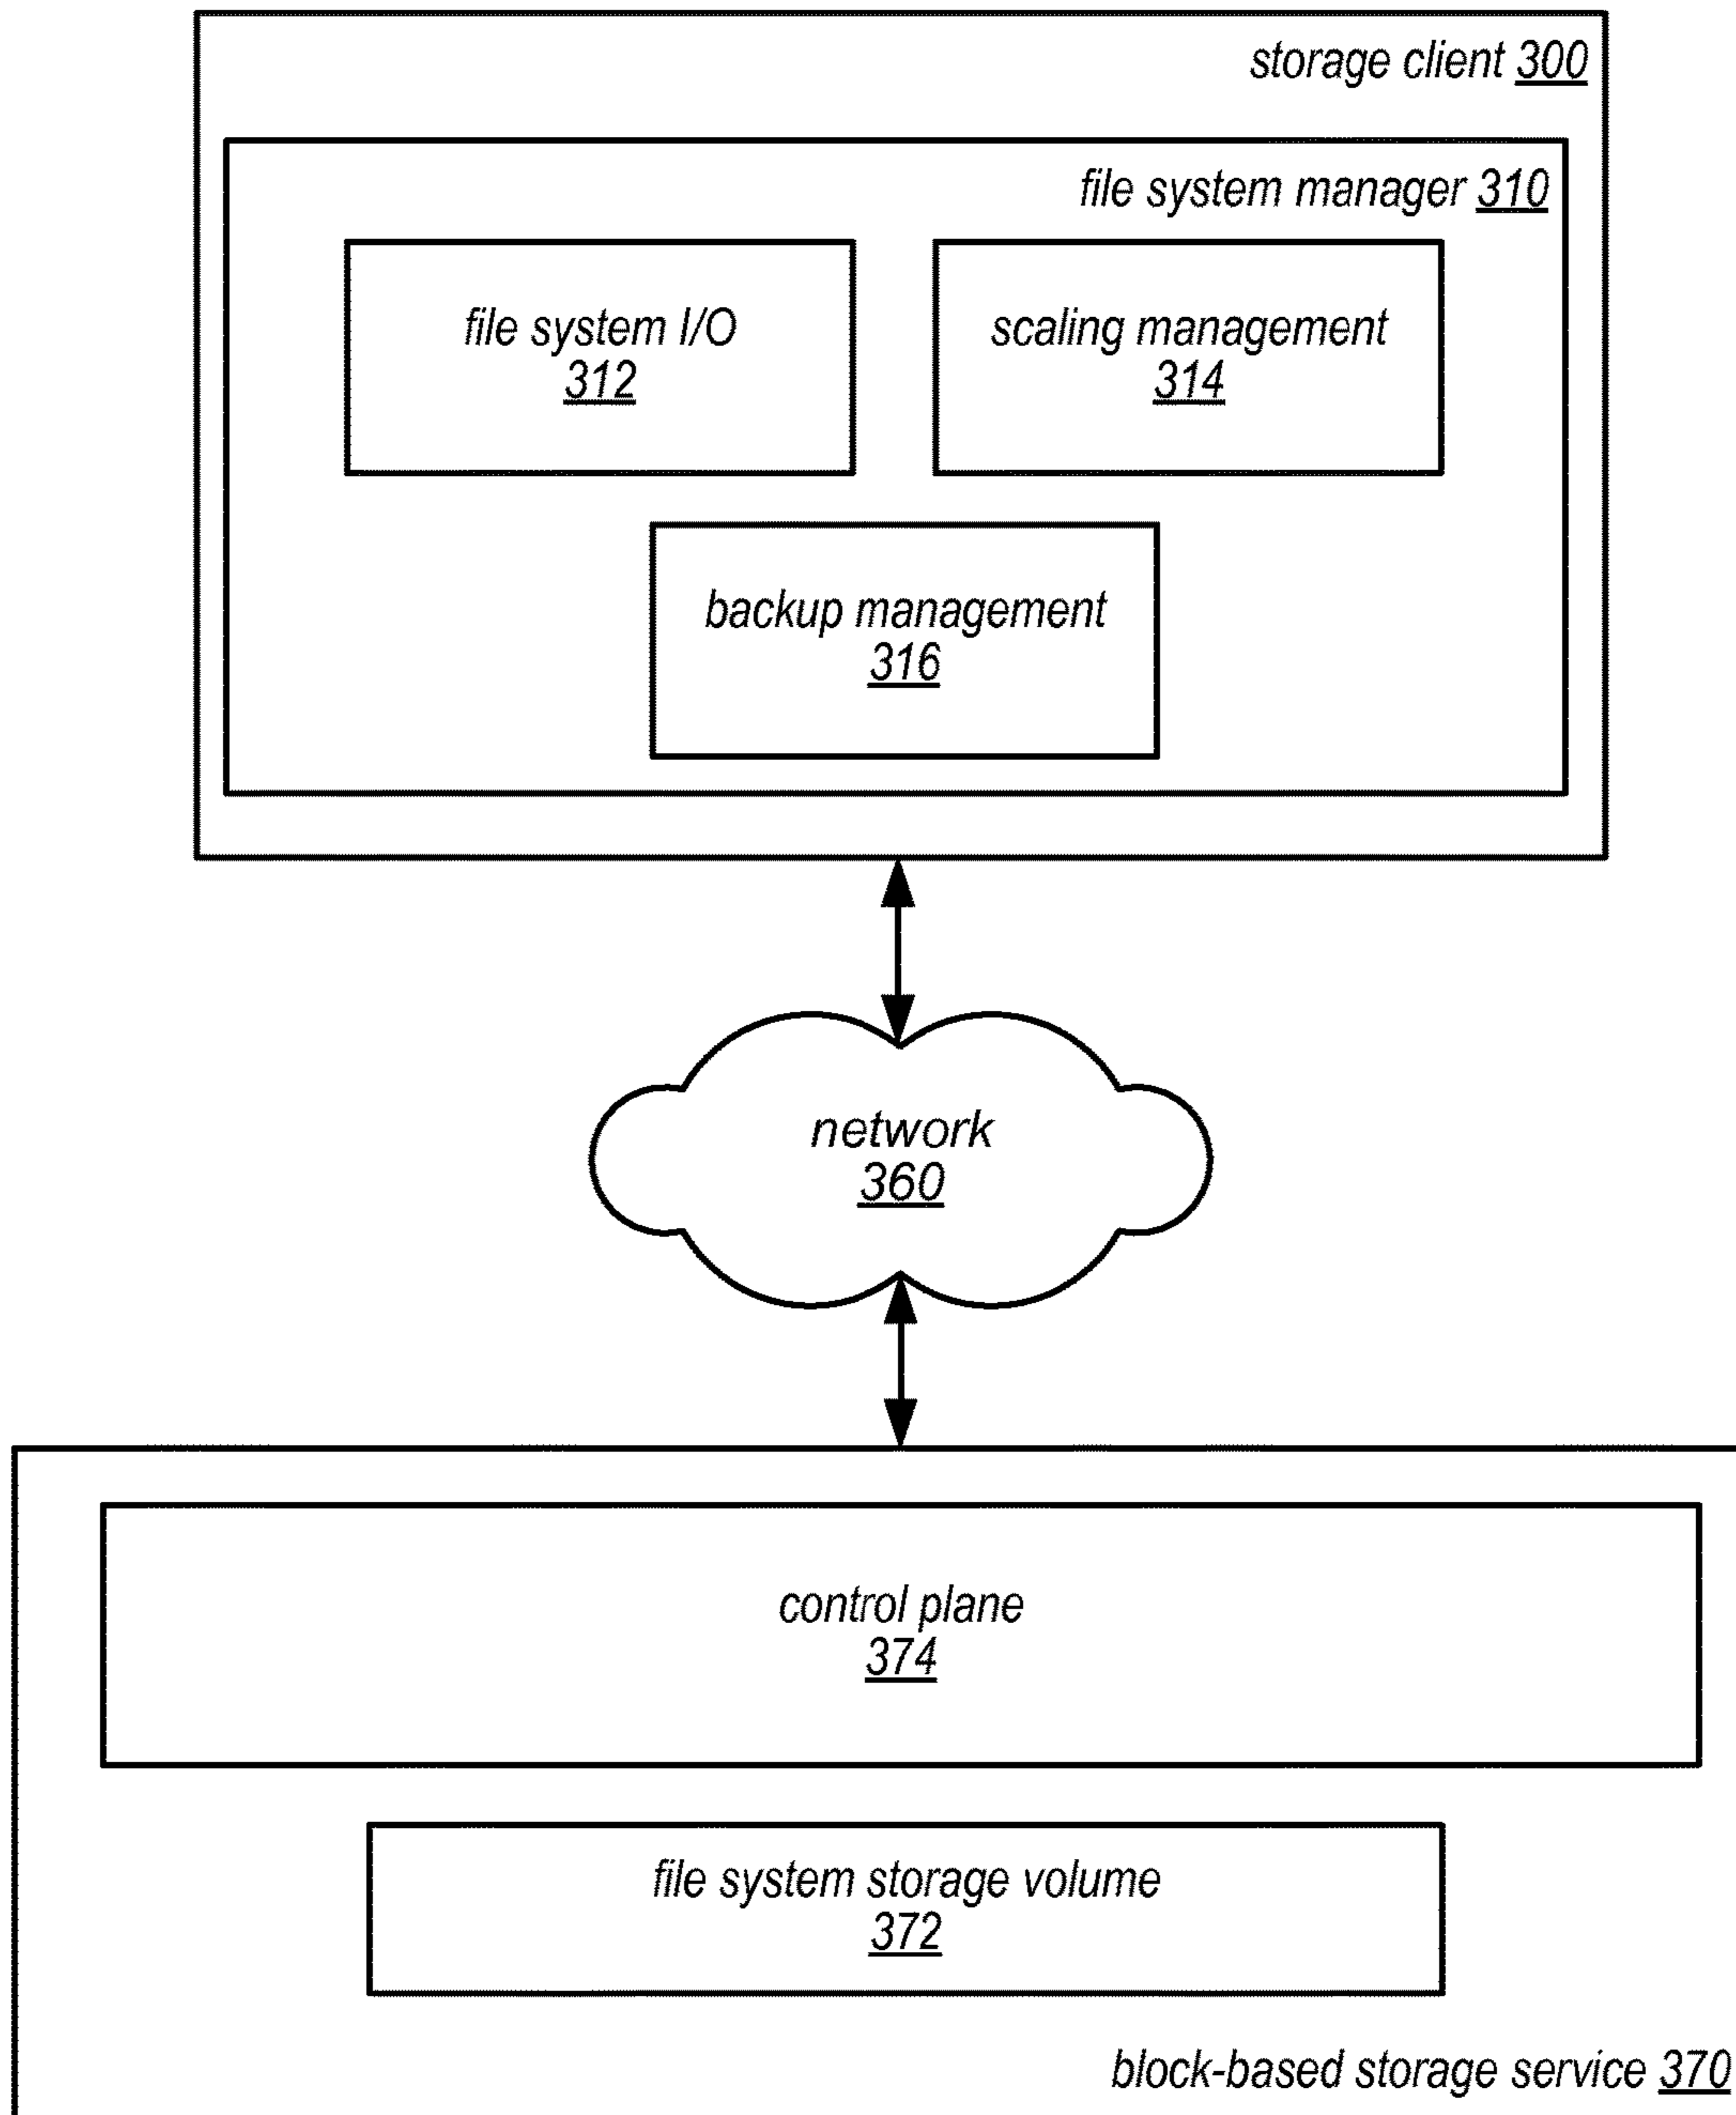 storage client 300
file system manager 310
file system I/O
312
scaling management
314
backup management
316
network
360
control plane
374
file system storage volume
372
block-based storage service 370